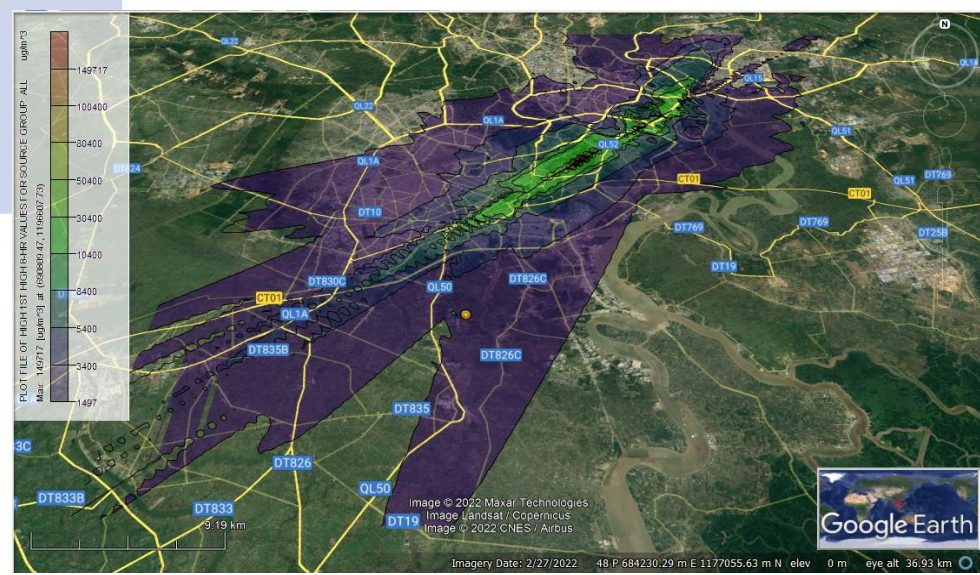 PLOT FILE OF HIGH 1ST HIGH 8-HR VALUES FOR SOURCE GROUP: ALL
ug/m^3
Max: 149717 [ug/m^3] at (690809.47, 1196607.73)
149717
100400
80400
50400
30400
10400
8400
5400
3400
1497
N
QL22
QL22
QL15
QL1A
QL1A
QL51
QL1A
QL52
CT01
QL51
DT769
CT01
DT10
DT769
DT769
DT25B
DT19
DT830C
QL50
DT826C
CT01
QL1A
DT835B
DT826C
DT835
DT826
QL50
DT833B
DT833
DT19
9.19 km
Image © 2022 Maxar Technologies
Image Landsat / Copernicus
Image © 2022 CNES / Airbus
Google Earth
Imagery Date: 2/27/2022 48 P 684230.29 m E 1177055.63 m N elev 0 m eye alt 36.93 km